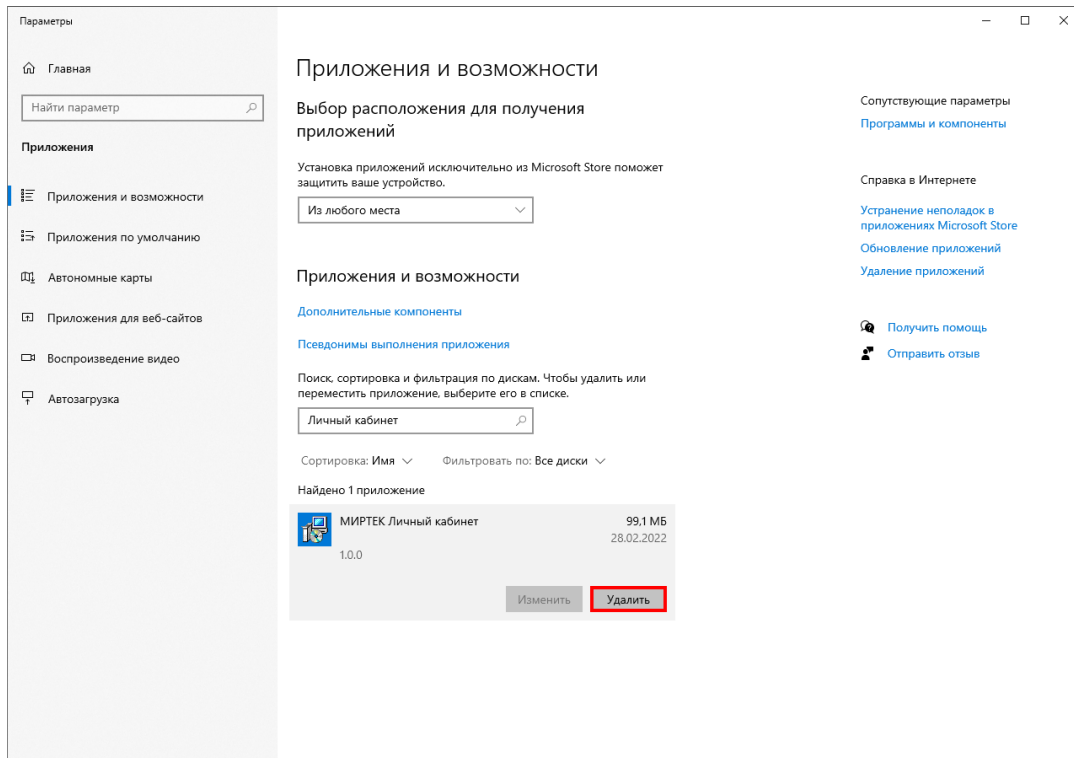 Параметры
Главная
Найти параметр
Приложения
Приложения и возможности
Приложения по умолчанию
Автономные карты
Приложения для веб-сайтов
Воспроизведение видео
Автозагрузка
Приложения и возможности
Выбор расположения для получения
приложений
Установка приложений исключительно из Microsoft Store поможет
защитить ваше устройство.
Из любого места
Приложения и возможности
Дополнительные компоненты
Псевдонимы выполнения приложения
Поиск, сортировка и фильтрация по дискам. Чтобы удалить или
переместить приложение, выберите его в списке.
Личный кабинет
Сортировка: Имя Фильтровать по: Все диски
Найдено 1 приложение
МИРТЕК Личный кабинет 99,1 МБ
28.02.2022
1.0.0
Изменить Удалить
Сопутствующие параметры
Программы и компоненты
Справка в Интернете
Устранение неполадок в
приложениях Microsoft Store
Обновление приложений
Удаление приложений
Получить помощь
Отправить отзыв